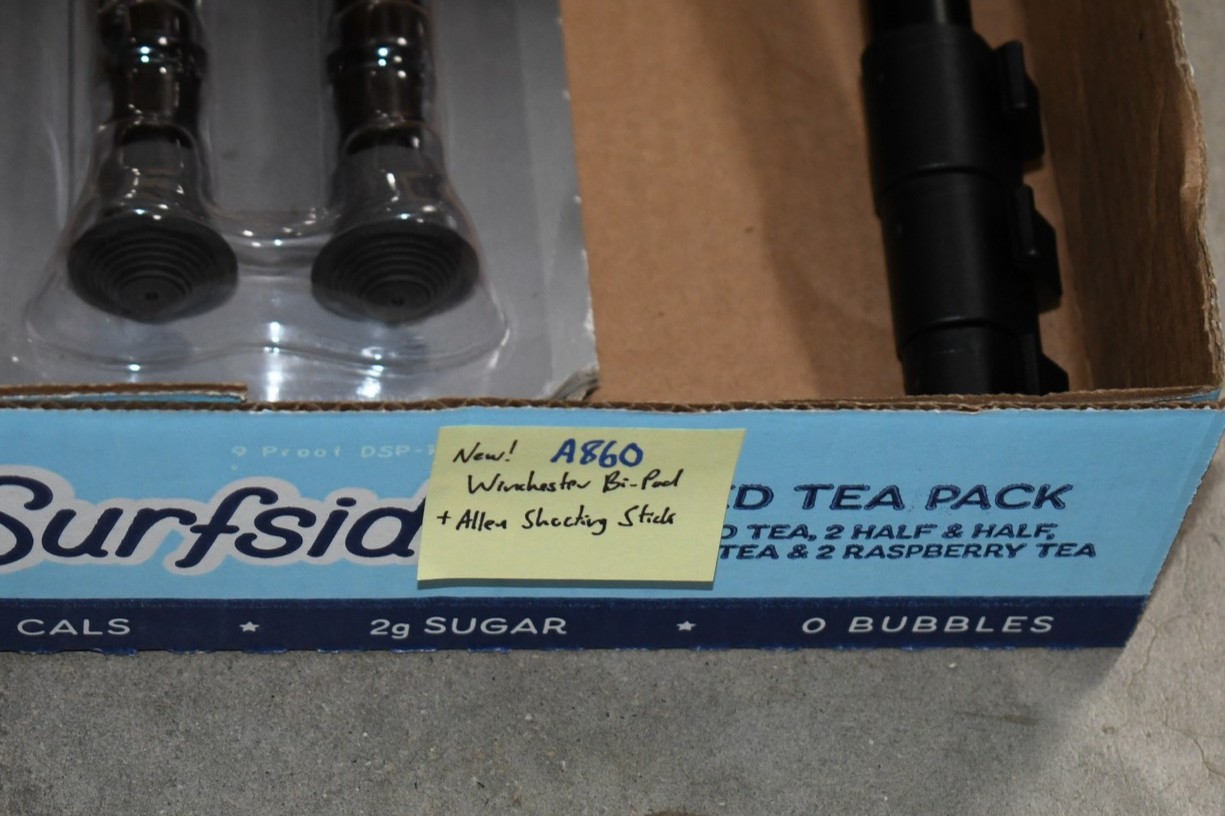 9 Proof DSP-
New! A860
Winchester Bi-Pod
+ Allen Shooting Sticks
Surfsid
ED TEA PACK
D TEA, 2 HALF & HALF,
TEA & 2 RASPBERRY TEA
CALS ★ 2g SUGAR ★ 0 BUBBLES